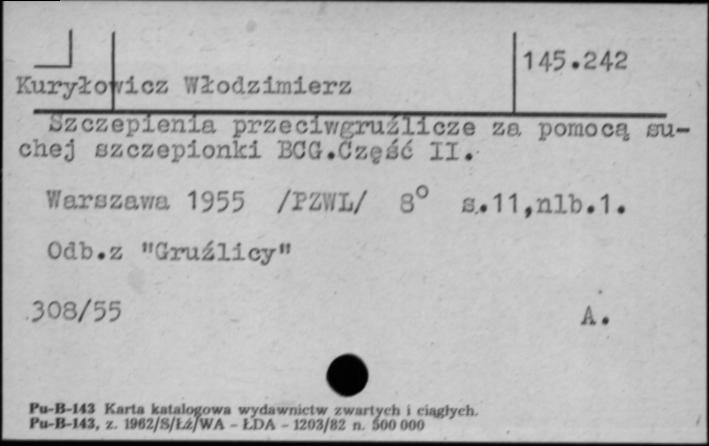 145.242
Kuryłowicz Włodzimierz
Szczepienia przeciwgruźlicze za pomocą su-
chej szczepionki BCG.Część II.
Warszawa 1955 /PZWL/ 8° s.11,nlb.1.
Odb.z "Gruźlicy"
308/55 A.
Pu-B-143 Karta katalogowa wydawnictw zwartych i ciągłych.
Pu-B-143, z. 1962/S/Łź/WA - ŁDA - 1203/82 n. 500 000